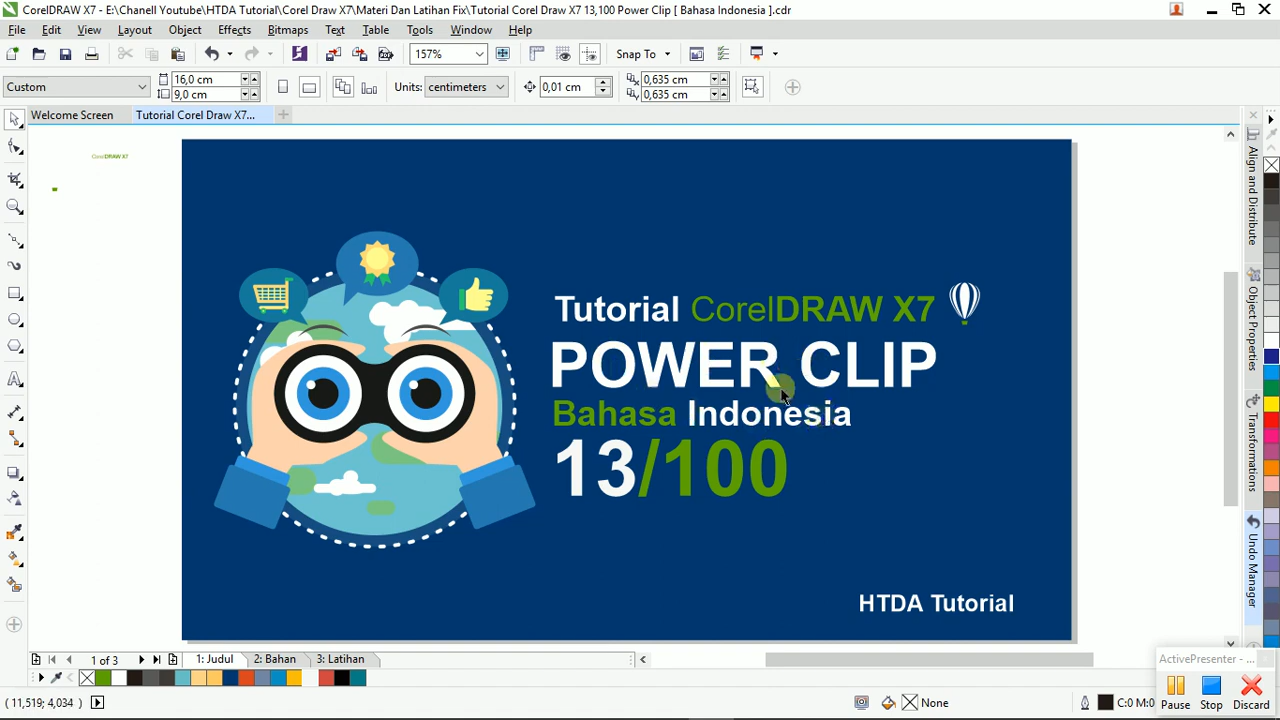 CorelDRAW X7 - E:\Chanell Youtube\HTDA Tutorial\Corel Draw X7\Materi Dan Latihan Fix\Tutorial Corel Draw X7 13,100 Power Clip [ Bahasa Indonesia ].cdr
File Edit View Layout Object Effects Bitmaps Text Table Tools Window Help
157% Snap To
Custom 16,0 cm 9,0 cm Units: centimeters 0,01 cm 0,635 cm 0,635 cm
Welcome Screen Tutorial Corel Draw X7...
CorelDRAW X7
Tutorial CorelDRAW X7
POWER CLIP
Bahasa Indonesia
13/100
HTDA Tutorial
Align and Distribute
Object Properties
Transformations
Undo Manager
1 of 3 1: Judul 2: Bahan 3: Latihan
ActivePresenter - ...
Pause Stop Discard
( 11,519; 4,034 ) None C:0 M:0